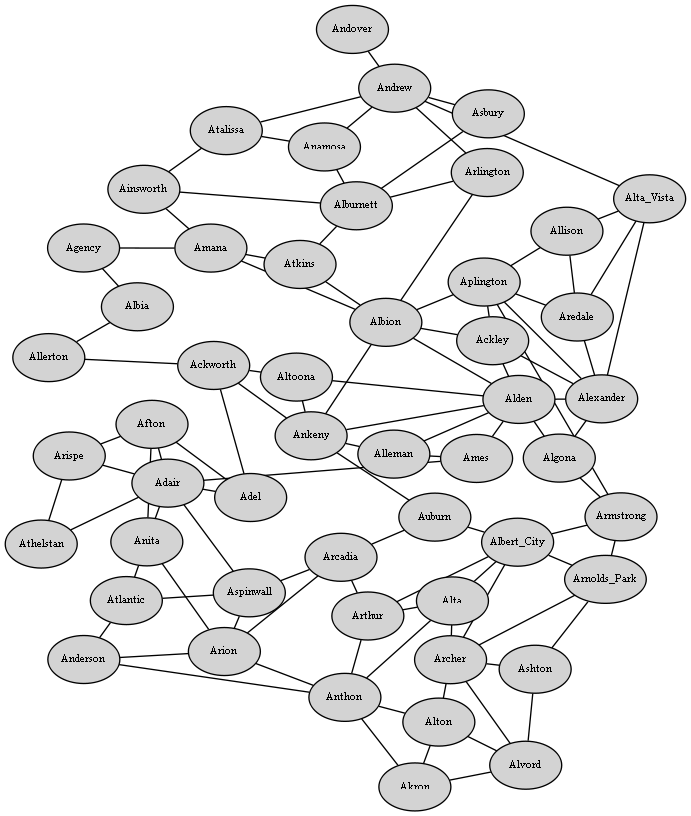 Andover
Andrew
Asbury
Atalissa
Anamosa
Arlington
Ainsworth
Alta_Vista
Alburnett
Allison
Agency
Amana
Atkins
Aplington
Albia
Aredale
Albion
Ackley
Allerton
Ackworth
Altoona
Alden
Alexander
Afton
Ankeny
Arispe
Alleman
Ames
Algona
Adair
Adel
Auburn
Armstrong
Athelstan
Anita
Albert_City
Arcadia
Arnolds_Park
Aspinwall
Atlantic
Alta
Arthur
Arion
Anderson
Archer
Ashton
Anthon
Alton
Alvord
Akron